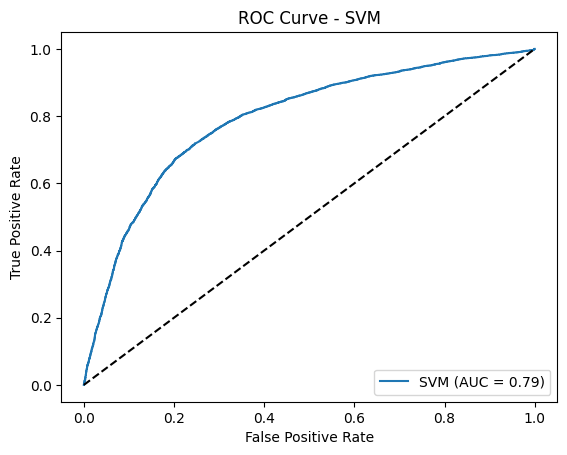 ROC Curve - SVM
1.0
0.8
0.6
0.4
0.2
0.0
True Positive Rate
SVM (AUC = 0.79)
0.0 0.2 0.4 0.6 0.8 1.0
False Positive Rate